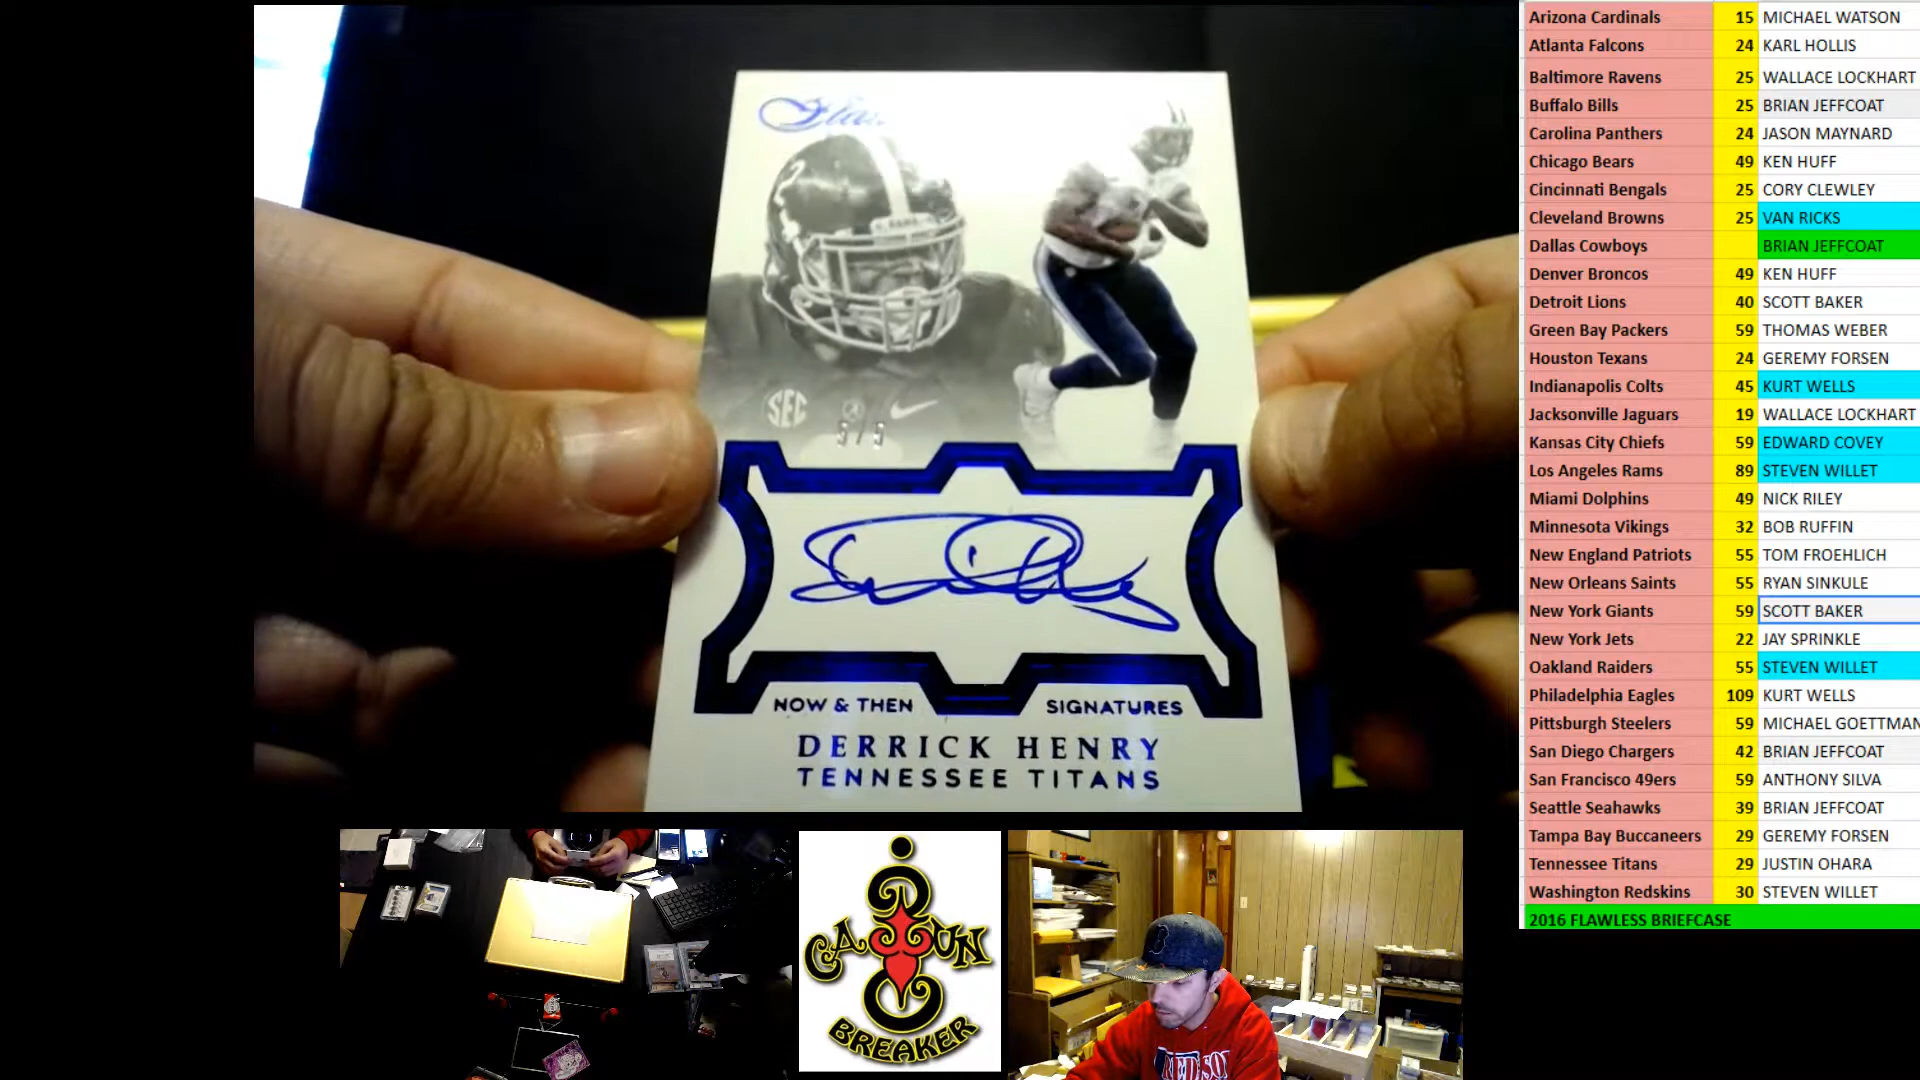 Flaw
2
BAMA
SEC
5/5
NOW & THEN SIGNATURES
DERRICK HENRY
TENNESSEE TITANS
CAJUN
BREAKER
RED SOX
Arizona Cardinals 15 MICHAEL WATSON
Atlanta Falcons 24 KARL HOLLIS
Baltimore Ravens 25 WALLACE LOCKHART
Buffalo Bills 25 BRIAN JEFFCOAT
Carolina Panthers 24 JASON MAYNARD
Chicago Bears 49 KEN HUFF
Cincinnati Bengals 25 CORY CLEWLEY
Cleveland Browns 25 VAN RICKS
Dallas Cowboys BRIAN JEFFCOAT
Denver Broncos 49 KEN HUFF
Detroit Lions 40 SCOTT BAKER
Green Bay Packers 59 THOMAS WEBER
Houston Texans 24 GEREMY FORSEN
Indianapolis Colts 45 KURT WELLS
Jacksonville Jaguars 19 WALLACE LOCKHART
Kansas City Chiefs 59 EDWARD COVEY
Los Angeles Rams 89 STEVEN WILLET
Miami Dolphins 49 NICK RILEY
Minnesota Vikings 32 BOB RUFFIN
New England Patriots 55 TOM FROEHLICH
New Orleans Saints 55 RYAN SINKULE
New York Giants 59 SCOTT BAKER
New York Jets 22 JAY SPRINKLE
Oakland Raiders 55 STEVEN WILLET
Philadelphia Eagles 109 KURT WELLS
Pittsburgh Steelers 59 MICHAEL GOETTMAN
San Diego Chargers 42 BRIAN JEFFCOAT
San Francisco 49ers 59 ANTHONY SILVA
Seattle Seahawks 39 BRIAN JEFFCOAT
Tampa Bay Buccaneers 29 GEREMY FORSEN
Tennessee Titans 29 JUSTIN OHARA
Washington Redskins 30 STEVEN WILLET
2016 FLAWLESS BRIEFCASE